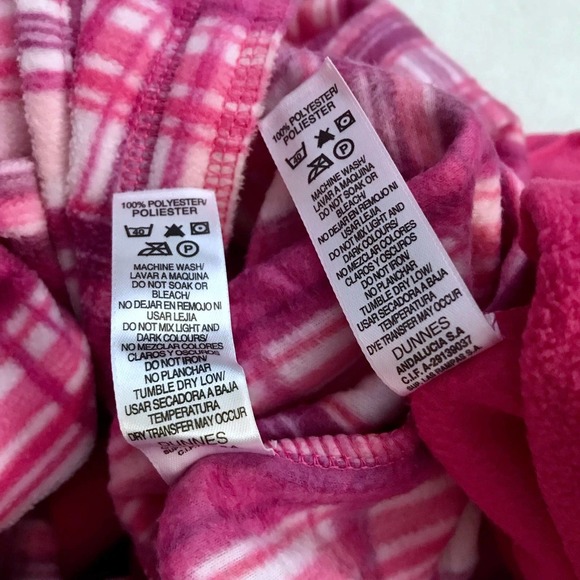 100% POLYESTER/
POLIESTER
40
P
MACHINE WASH/
LAVAR A MAQUINA
DO NOT SOAK OR
BLEACH/
NO DEJAR EN REMOJO NI
USAR LEJIA
DO NOT MIX LIGHT AND
DARK COLOURS/
NO MEZCLAR COLORES
CLAROS Y OSCUROS
DO NOT IRON/
NO PLANCHAR
TUMBLE DRY LOW/
USAR SECADORA A BAJA
TEMPERATURA
DRY TRANSFER MAY OCCUR
DUNNES
100% POLYESTER/
POLIESTER
40
P
MACHINE WASH/
LAVAR A MAQUINA
DO NOT SOAK OR
BLEACH/
NO DEJAR EN REMOJO NI
USAR LEJIA
DO NOT MIX LIGHT AND
DARK COLOURS/
NO MEZCLAR COLORES
CLAROS Y OSCUROS
DO NOT IRON/
NO PLANCHAR
TUMBLE DRY LOW/
USAR SECADORA A BAJA
TEMPERATURA
DYE TRANSFER MAY OCCUR
DUNNES
ANDALUCIA S.A
C.I.F. A-29139037